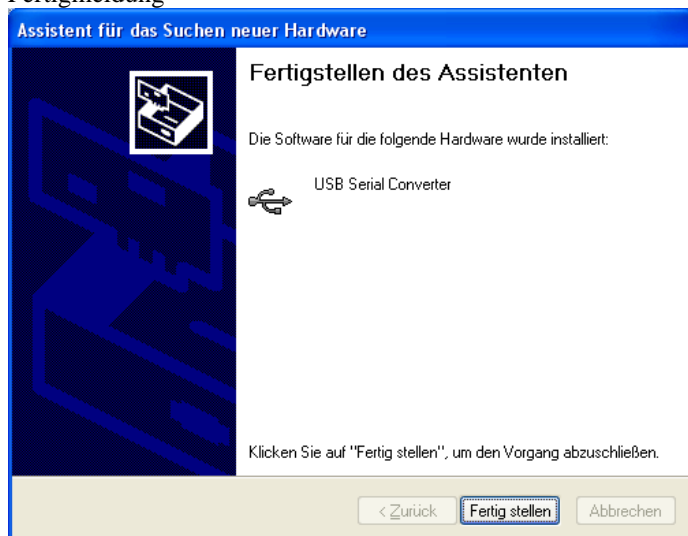 Fertigmeldung
Assistent für das Suchen neuer Hardware
Fertigstellen des Assistenten
Die Software für die folgende Hardware wurde installiert:
USB Serial Converter
Klicken Sie auf "Fertig stellen", um den Vorgang abzuschließen.
< Zurück Fertig stellen Abbrechen